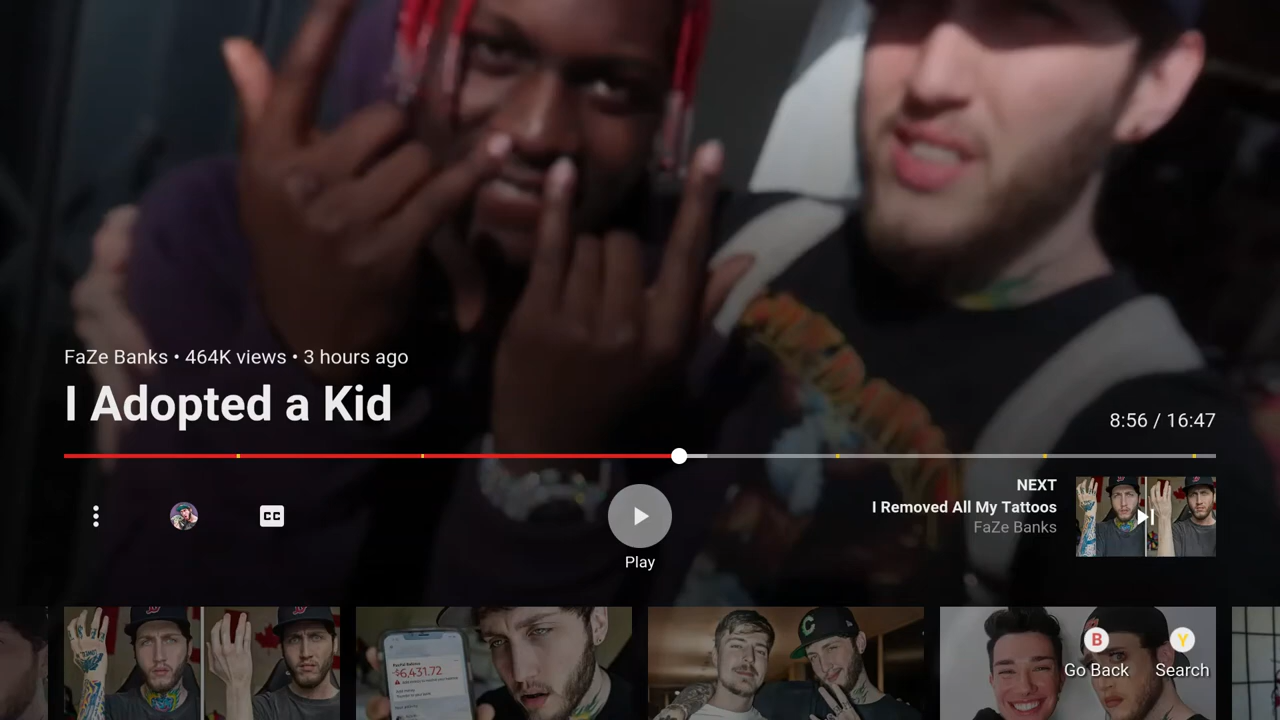 FaZe Banks • 464K views • 3 hours ago
I Adopted a Kid
8:56 / 16:47
CC
Play
NEXT
I Removed All My Tattoos
FaZe Banks
6,431.72
B
Go Back
Y
Search